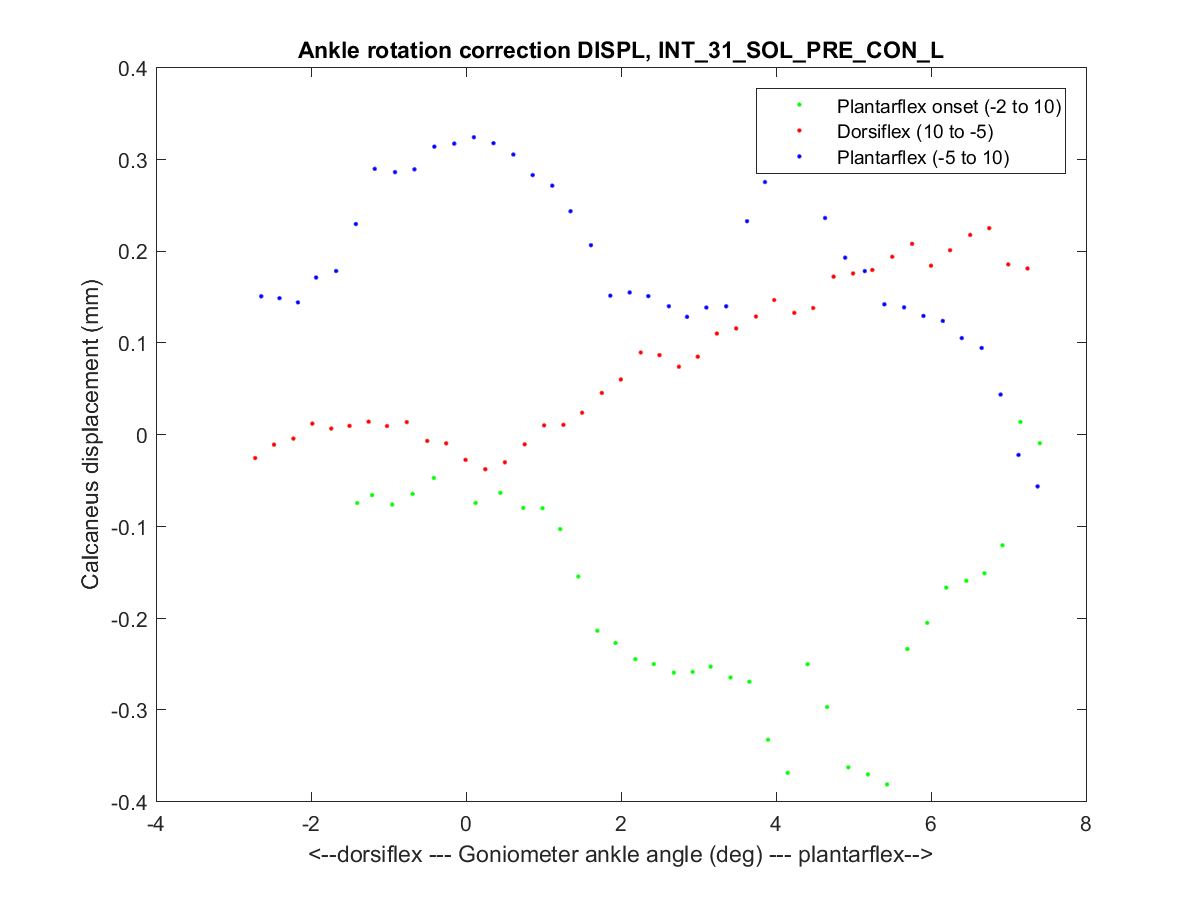 Ankle rotation correction DISPL, INT_31_SOL_PRE_CON_L
0.4
0.3
0.2
0.1
0
-0.1
-0.2
-0.3
-0.4
Calcaneus displacement (mm)
Plantarflex onset (-2 to 10)
Dorsiflex (10 to -5)
Plantarflex (-5 to 10)
-4 -2 0 2 4 6 8
<--dorsiflex --- Goniometer ankle angle (deg) --- plantarflex-->